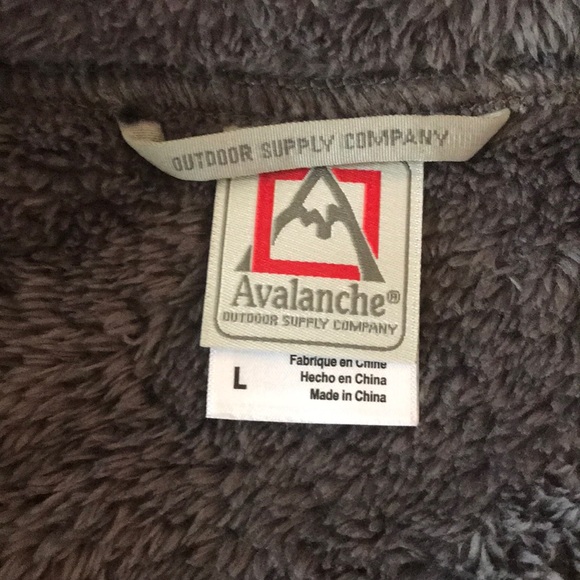 OUTDOOR SUPPLY COMPANY
Avalanche®
OUTDOOR SUPPLY COMPANY
Fabrique en Chine
L
Hecho en China
Made in China